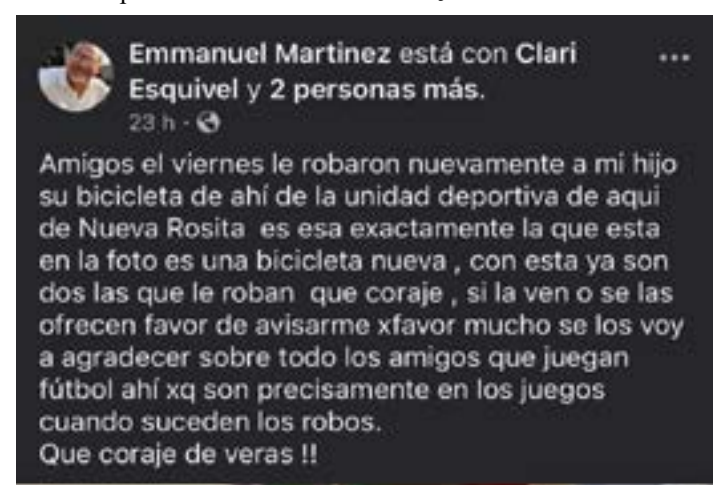 Emmanuel Martinez está con Clari
Esquivel y 2 personas más.
23 h ·
Amigos el viernes le robaron nuevamente a mi hijo
su bicicleta de ahí de la unidad deportiva de aqui
de Nueva Rosita es esa exactamente la que esta
en la foto es una bicicleta nueva , con esta ya son
dos las que le roban que coraje , si la ven o se las
ofrecen favor de avisarme xfavor mucho se los voy
a agradecer sobre todo los amigos que juegan
fútbol ahí xq son precisamente en los juegos
cuando suceden los robos.
Que coraje de veras !!